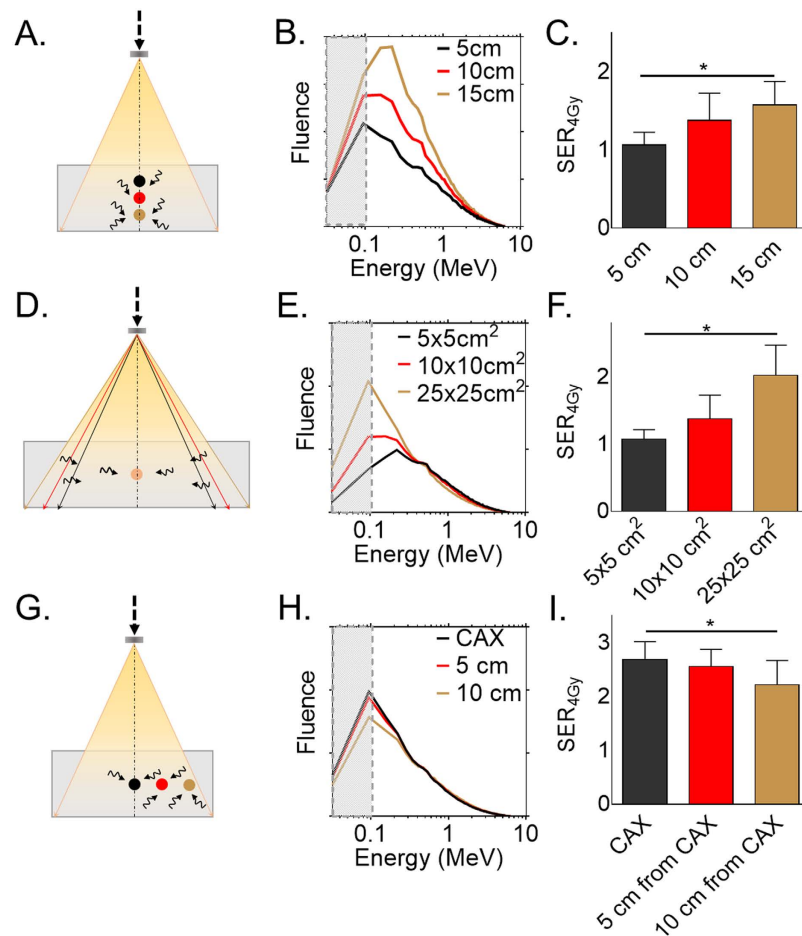 A.
B.
5cm
10cm
15cm
Fluence
0.1
1
10
Energy (MeV)
C.
*
SER4Gy
2
1
0
5 cm
10 cm
15 cm
D.
E.
5x5cm²
10x10cm²
25x25cm²
Fluence
0.1
1
10
Energy (MeV)
F.
*
SER4Gy
2
1
0
5x5 cm²
10x10 cm²
25x25 cm²
G.
H.
CAX
5 cm
10 cm
Fluence
0.1
1
10
Energy (MeV)
I.
*
SER4Gy
3
2
1
0
CAX
5 cm from CAX
10 cm from CAX